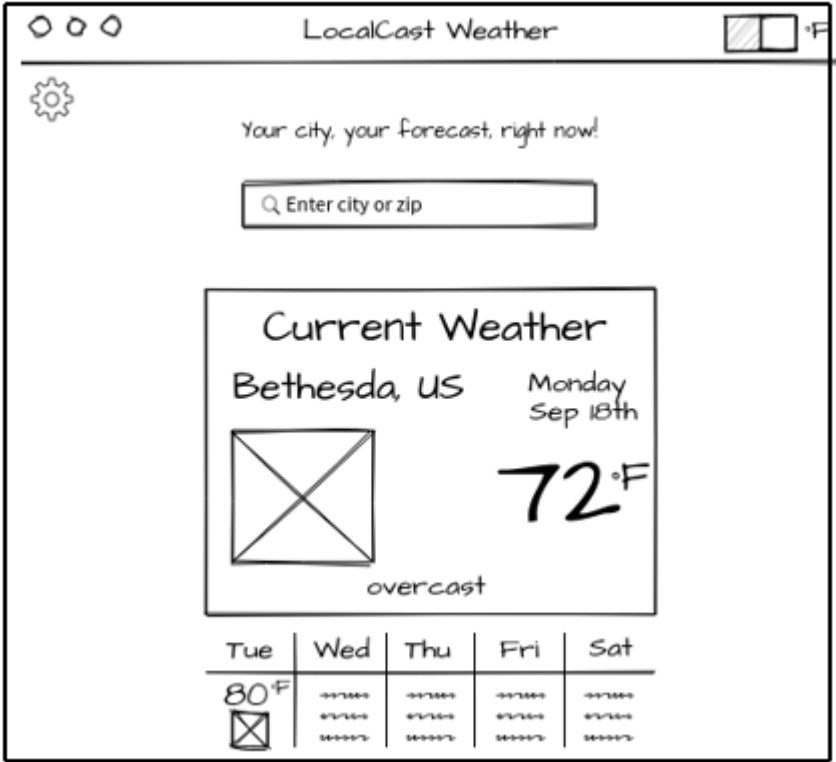 LocalCast Weather
°F
Your city, your forecast, right now!
Enter city or zip
Current Weather
Bethesda, US
Monday
Sep 18th
72°F
overcast
Tue Wed Thu Fri Sat
80°F